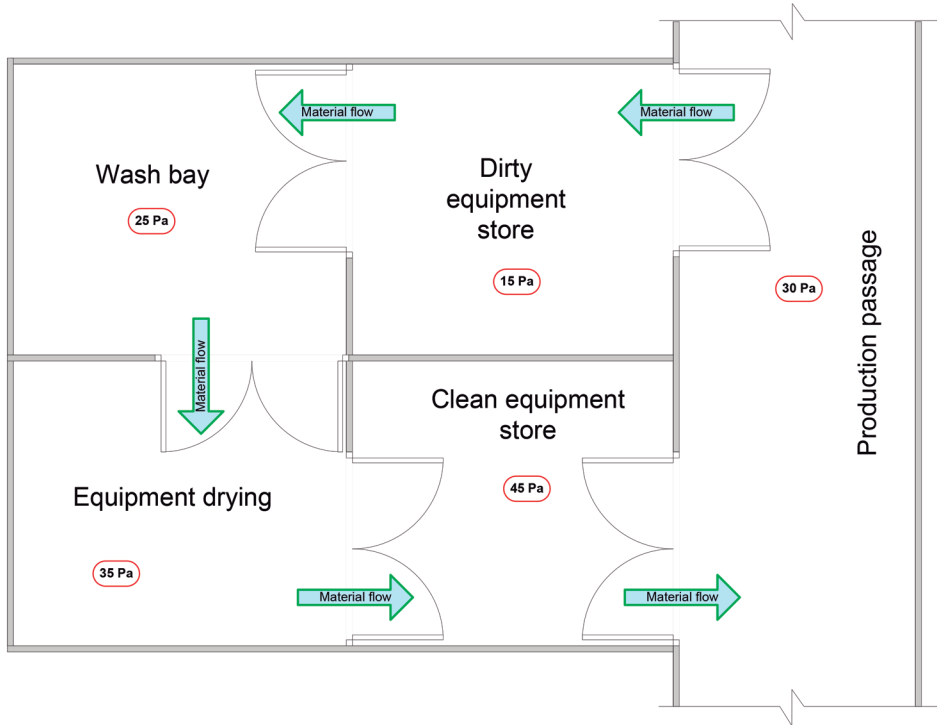 Material flow
Material flow
Wash bay
25 Pa
Dirty
equipment
store
15 Pa
30 Pa
Production passage
Material flow
Clean equipment
store
45 Pa
Equipment drying
35 Pa
Material flow
Material flow